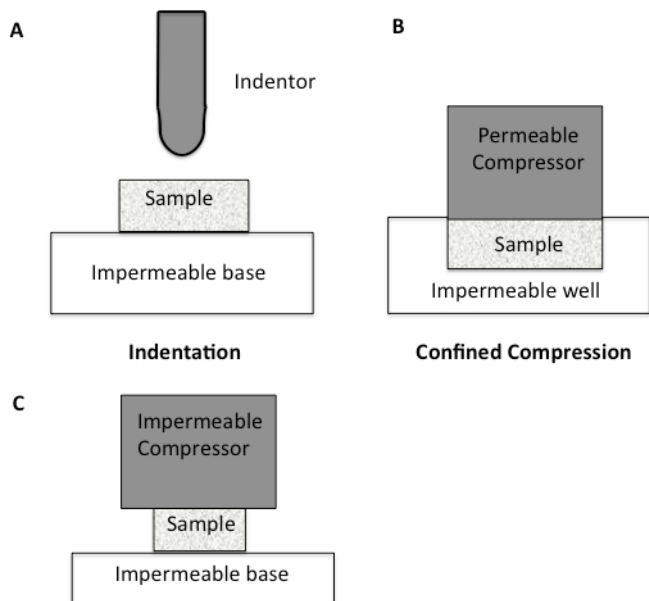 A
Indentor
Sample
Impermeable base
Indentation
B
Permeable
Compressor
Sample
Impermeable well
Confined Compression
C
Impermeable
Compressor
Sample
Impermeable base